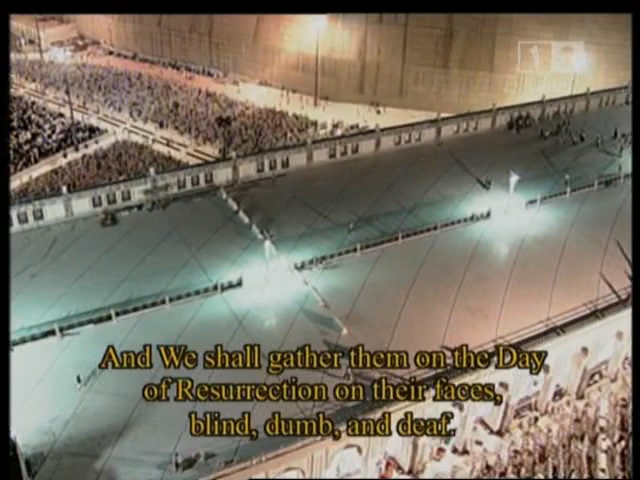 And We shall gather them on the Day
of Resurrection on their faces,
blind, dumb, and deaf.